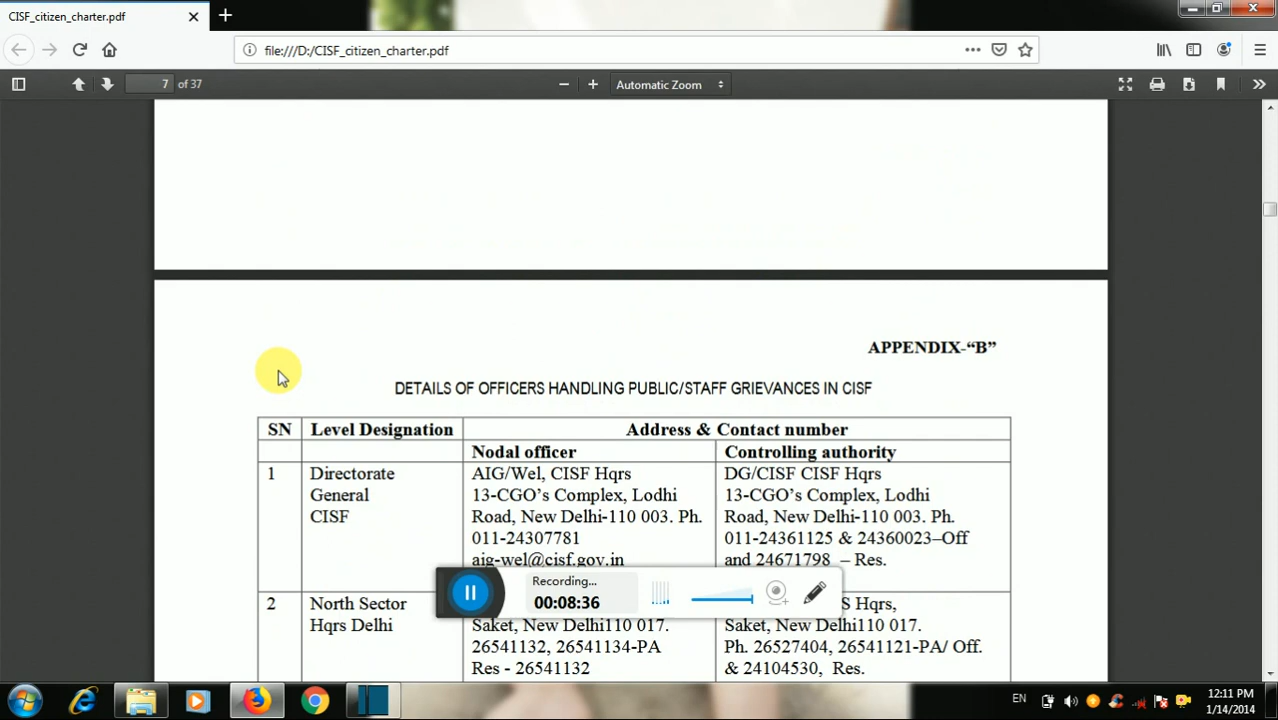 CISF_citizen_charter.pdf
file:///D:/CISF_citizen_charter.pdf
7 of 37
Automatic Zoom
APPENDIX-“B”
DETAILS OF OFFICERS HANDLING PUBLIC/STAFF GRIEVANCES IN CISF
SN Level Designation Address & Contact number
Nodal officer Controlling authority
1 Directorate AIG/Wel, CISF Hqrs DG/CISF CISF Hqrs
General 13-CGO’s Complex, Lodhi 13-CGO’s Complex, Lodhi
CISF Road, New Delhi-110 003. Ph. Road, New Delhi-110 003. Ph.
011-24307781 011-24361125 & 24360023–Off
aig-wel@cisf.gov.in and 24671798 – Res.
Recording...
00:08:36
2 North Sector S Hqrs,
Hqrs Delhi Saket, New Delhi110 017. Saket, New Delhi110 017.
26541132, 26541134-PA Ph. 26527404, 26541121-PA/ Off.
Res - 26541132 & 24104530, Res.
EN
12:11 PM
1/14/2014